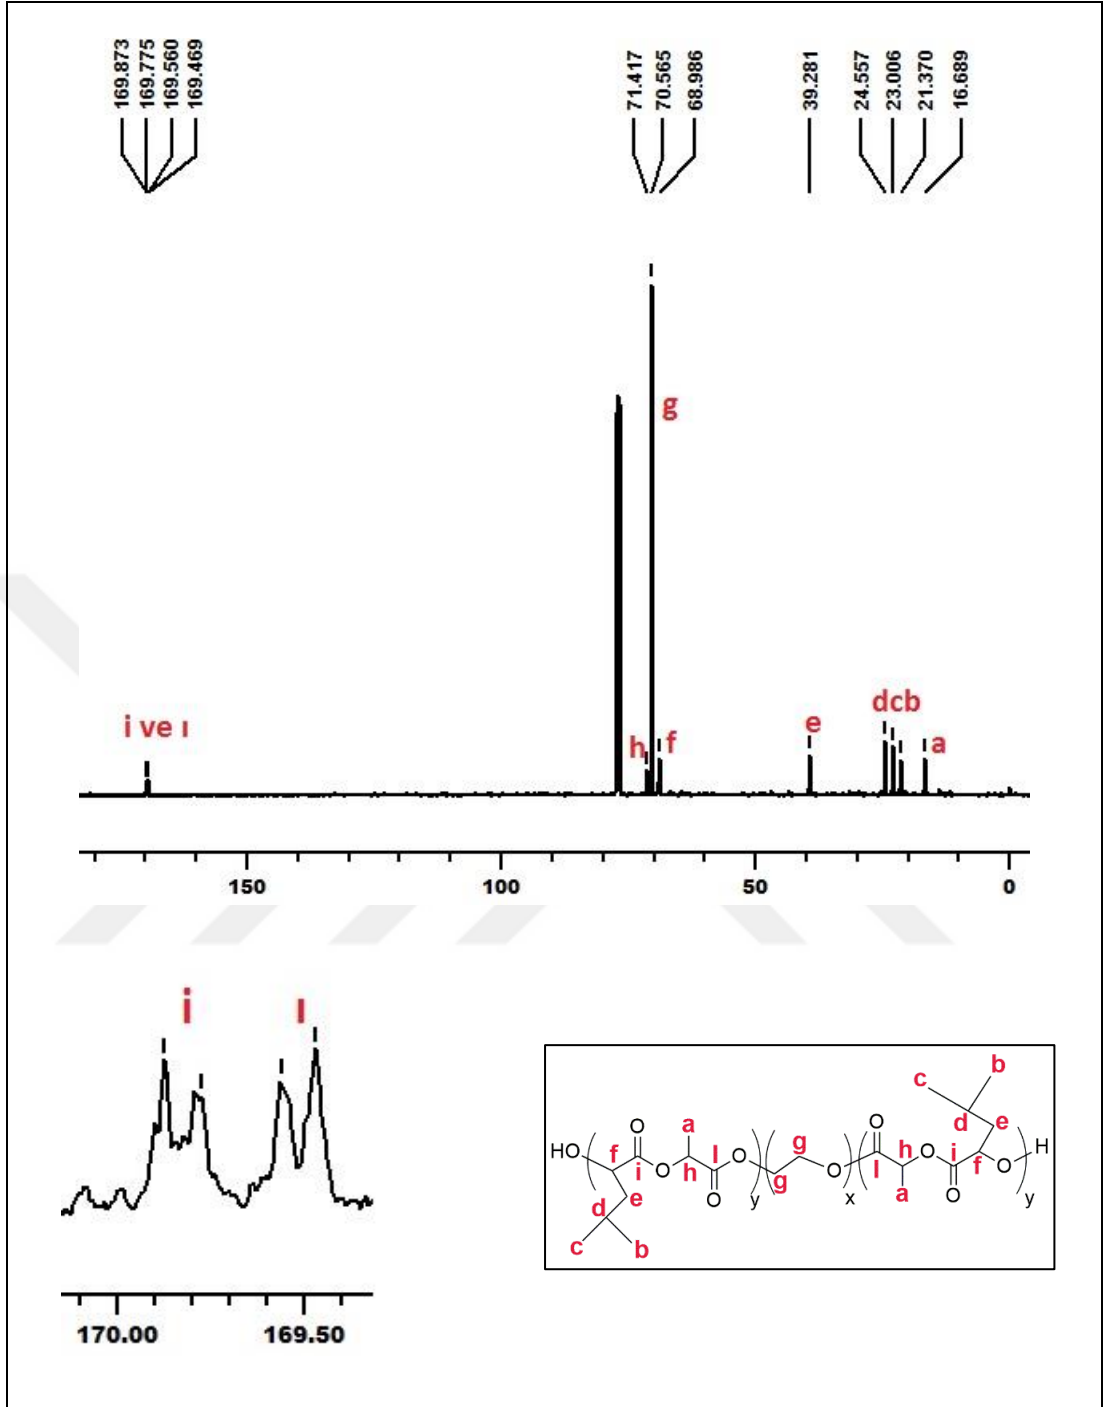 169.873
169.775
169.560
169.469
71.417
70.565
68.986
39.281
24.557
23.006
21.370
16.689
g
i ve ı
h
f
e
dcb
a
150
100
50
0
i
ı
170.00
169.50
c
b
d
e
O
a
g
O
h
i
H
HO
f
O
O
f
O
i
O
h
l
O
g
O
l
a
O
O
y
x
y
e
d
c
b